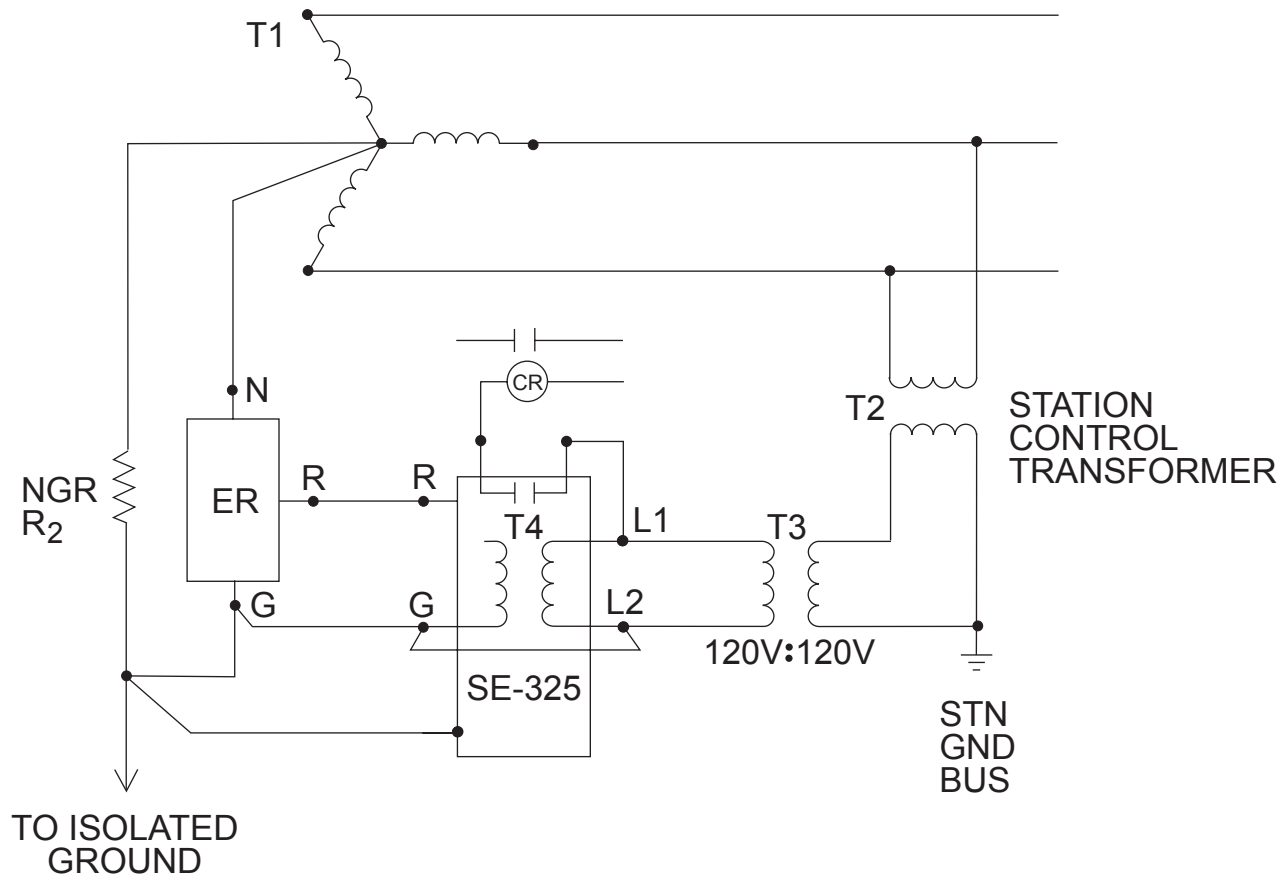 T1
N
CR
T2
STATION
CONTROL
TRANSFORMER
NGR
R2
ER
R
R
T4
L1
T3
G
G
L2
120V:120V
SE-325
STN
GND
BUS
TO ISOLATED
GROUND